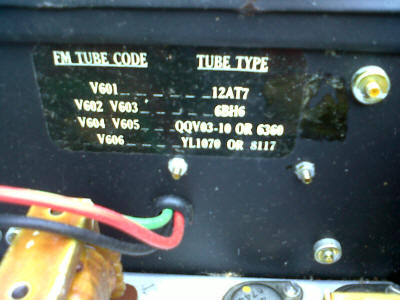 FM TUBE CODE TUBE TYPE
V601 _ _ _ _ _ _ 12AT7
V602 V603 _ _ _ _ _ 6BH6
V604 V605 _ _ _ QQV03-10 OR 6360
V606 _ _ _ _ YL1070 OR 8117